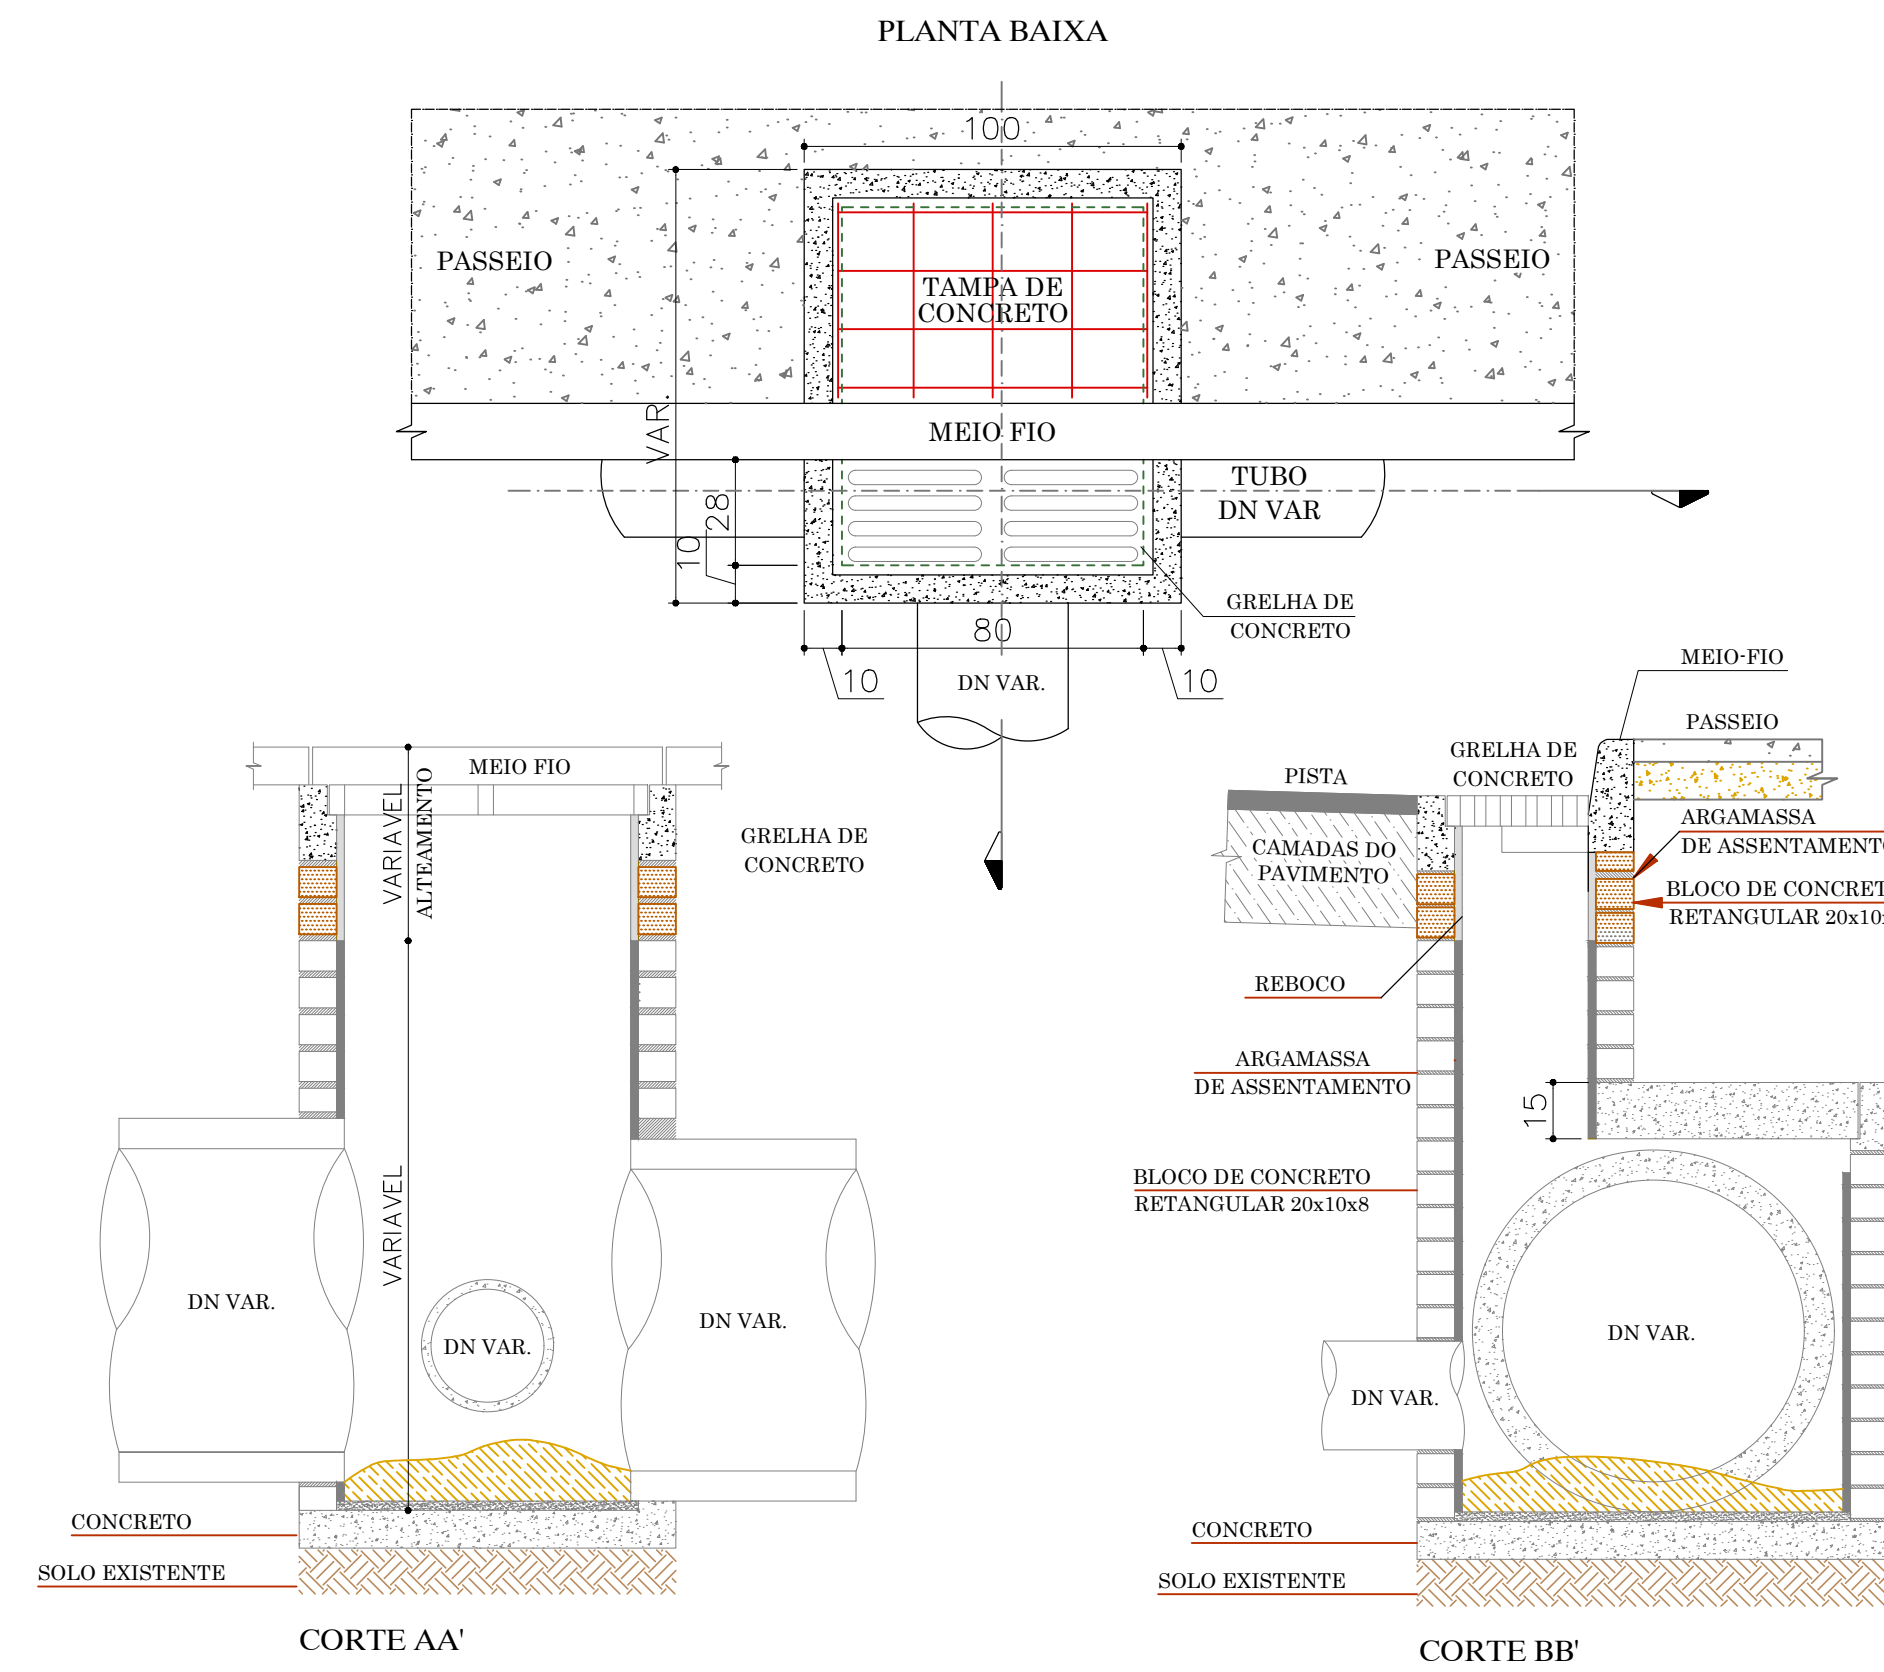 PLANTA BAIXA
100
PASSEIO
PASSEIO
TAMPA DE
CONCRETO
VAR.
MEIO FIO
TUBO
DN VAR
28
10
GRELHA DE
CONCRETO
80
10
10
DN VAR.
MEIO FIO
VARIAVEL
ALTEAMENTO
GRELHA DE
CONCRETO
VARIAVEL
DN VAR.
DN VAR.
DN VAR.
CONCRETO
SOLO EXISTENTE
CORTE AA'
MEIO-FIO
PASSEIO
GRELHA DE
CONCRETO
PISTA
ARGAMASSA
DE ASSENTAMENTO
CAMADAS DO
PAVIMENTO
BLOCO DE CONCRET
RETANGULAR 20x10x
REBOCO
ARGAMASSA
DE ASSENTAMENTO
15
BLOCO DE CONCRETO
RETANGULAR 20x10x8
DN VAR.
DN VAR.
CONCRETO
SOLO EXISTENTE
CORTE BB'